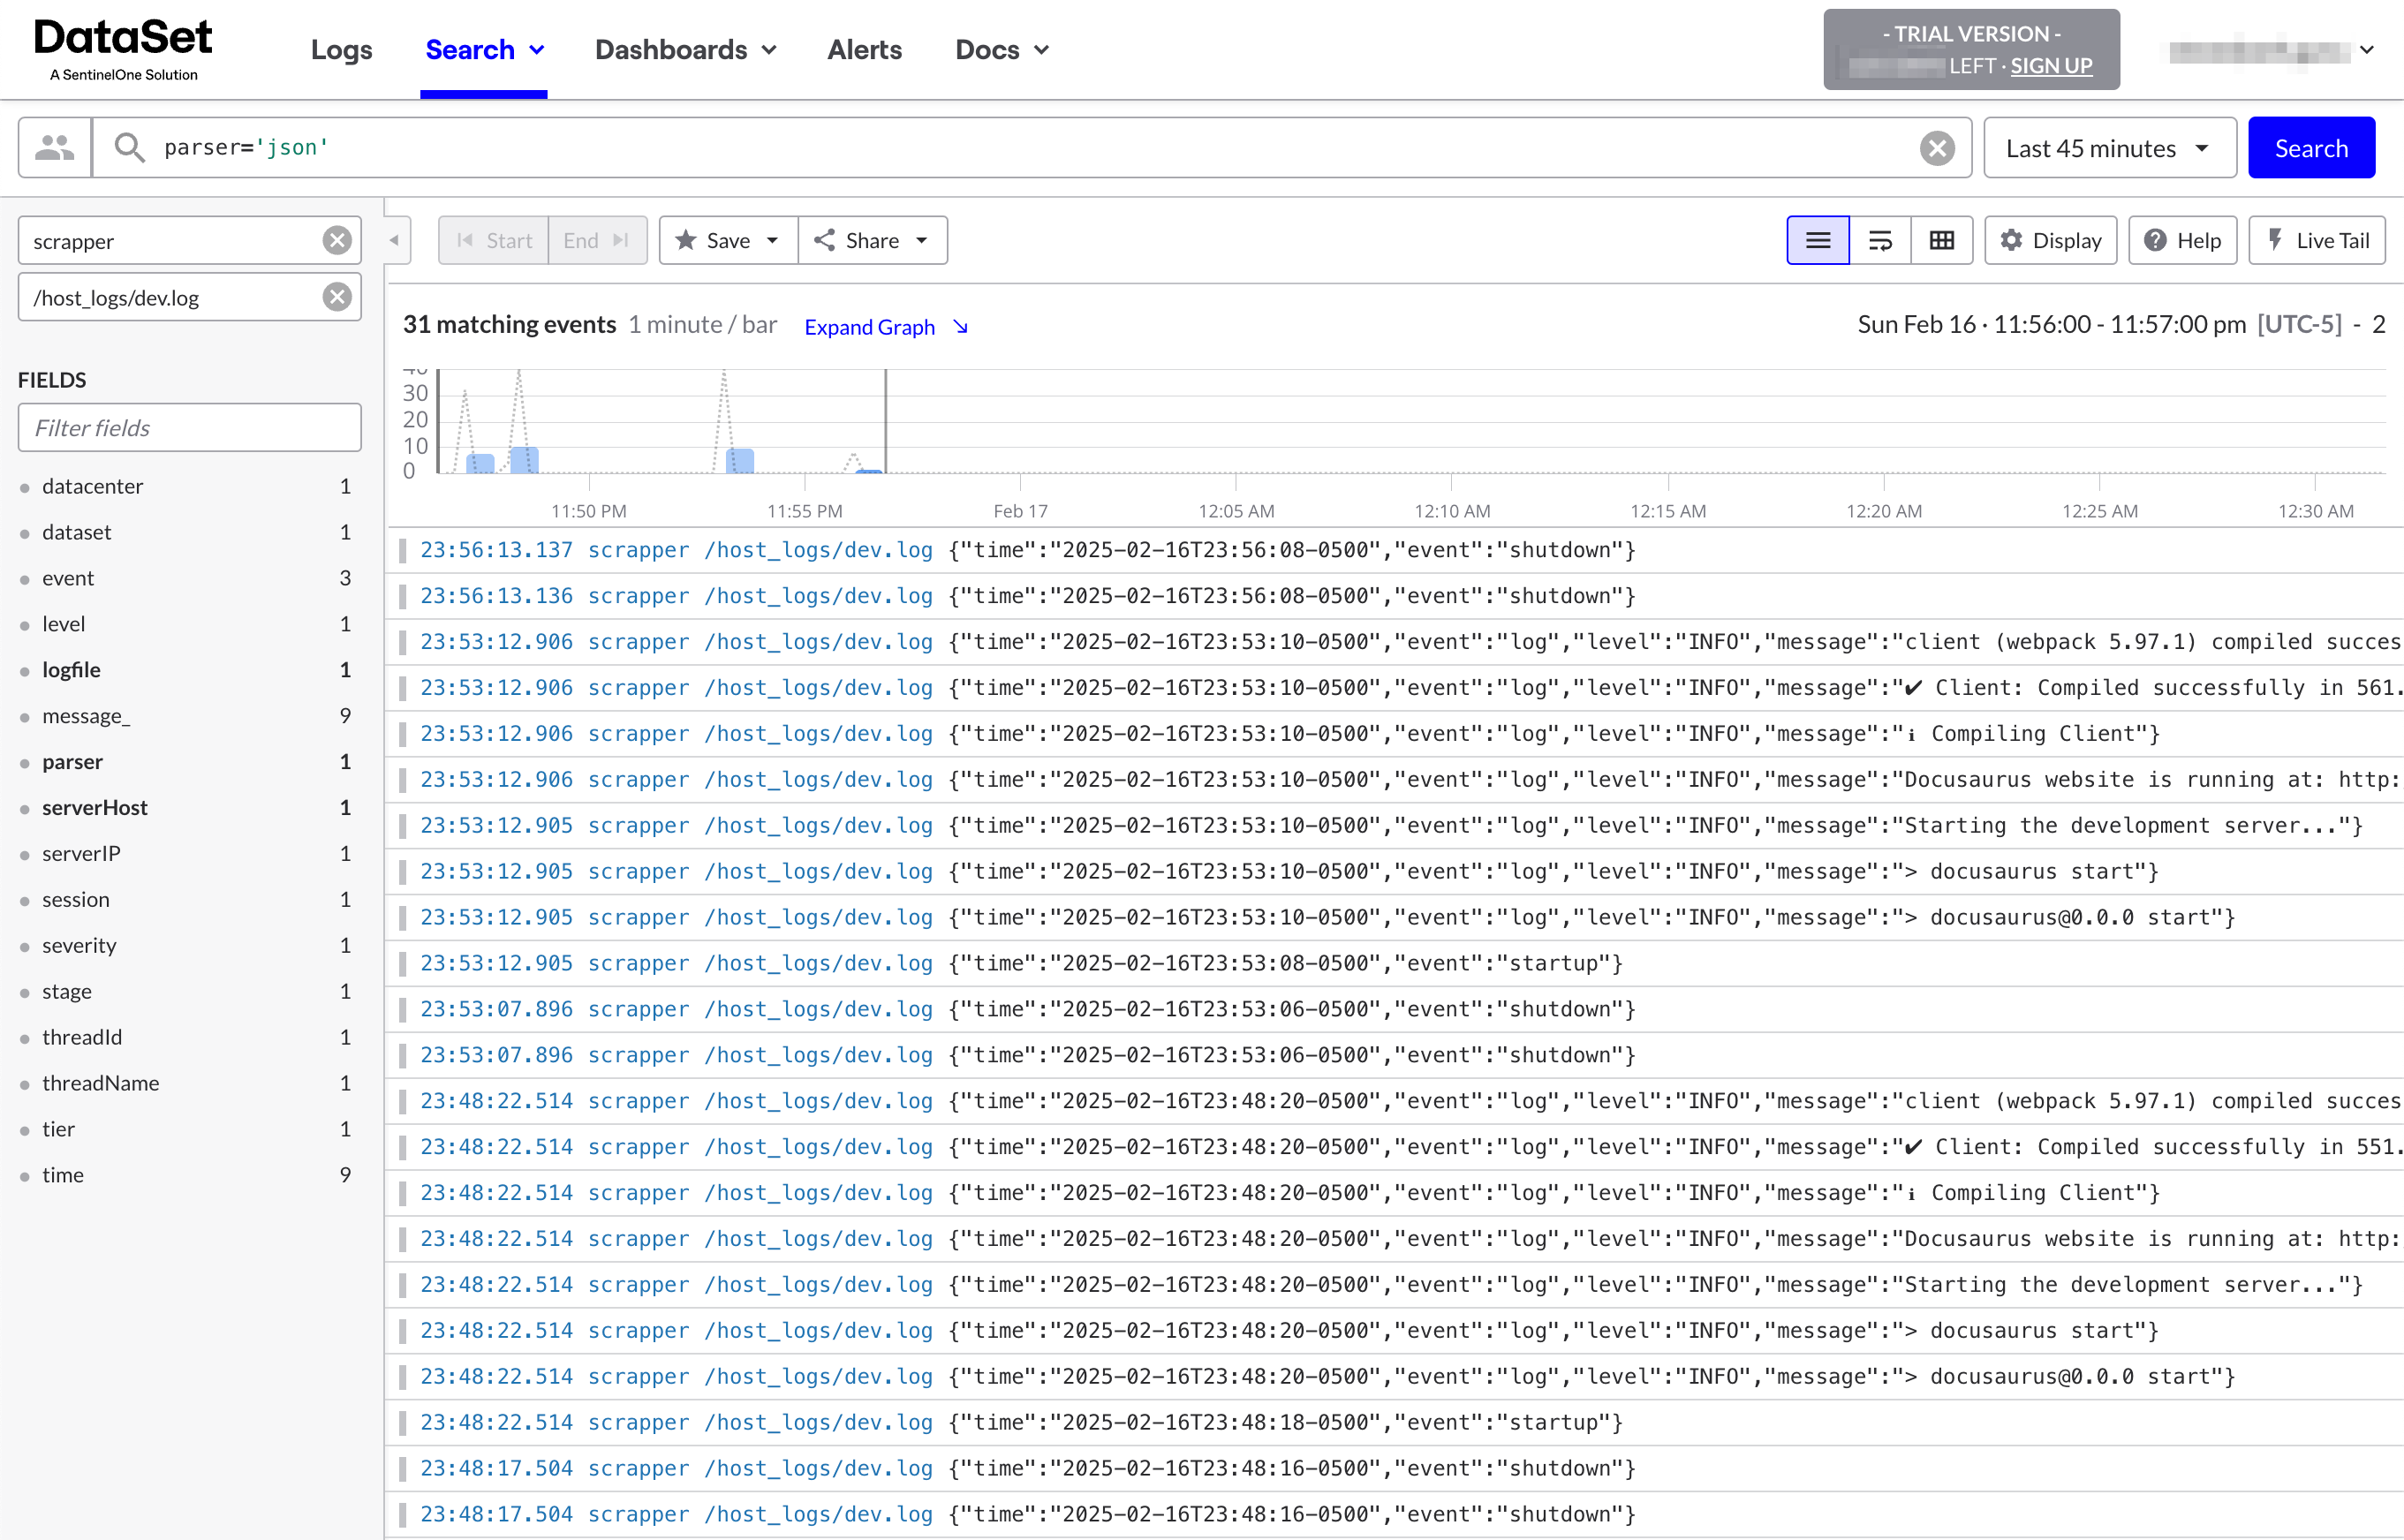 DataSet
A SentinelOne Solution
Logs Search Dashboards Alerts Docs
- TRIAL VERSION -
LEFT · SIGN UP
parser='json'
Last 45 minutes
Search
scrapper
/host_logs/dev.log
Start End Save Share
Display Help Live Tail
31 matching events 1 minute / bar Expand Graph
Sun Feb 16 · 11:56:00 - 11:57:00 pm [UTC-5] - 2
FIELDS
Filter fields
datacenter 1
dataset 1
event 3
level 1
logfile 1
message_ 9
parser 1
serverHost 1
serverIP 1
session 1
severity 1
stage 1
threadId 1
threadName 1
tier 1
time 9
40
30
20
10
0
11:50 PM 11:55 PM Feb 17 12:05 AM 12:10 AM 12:15 AM 12:20 AM 12:25 AM 12:30 AM
23:56:13.137 scrapper /host_logs/dev.log {"time":"2025-02-16T23:56:08-0500","event":"shutdown"}
23:56:13.136 scrapper /host_logs/dev.log {"time":"2025-02-16T23:56:08-0500","event":"shutdown"}
23:53:12.906 scrapper /host_logs/dev.log {"time":"2025-02-16T23:53:10-0500","event":"log","level":"INFO","message":"client (webpack 5.97.1) compiled succes
23:53:12.906 scrapper /host_logs/dev.log {"time":"2025-02-16T23:53:10-0500","event":"log","level":"INFO","message":"✔ Client: Compiled successfully in 561.
23:53:12.906 scrapper /host_logs/dev.log {"time":"2025-02-16T23:53:10-0500","event":"log","level":"INFO","message":"ℹ Compiling Client"}
23:53:12.906 scrapper /host_logs/dev.log {"time":"2025-02-16T23:53:10-0500","event":"log","level":"INFO","message":"Docusaurus website is running at: http:
23:53:12.905 scrapper /host_logs/dev.log {"time":"2025-02-16T23:53:10-0500","event":"log","level":"INFO","message":"Starting the development server..."}
23:53:12.905 scrapper /host_logs/dev.log {"time":"2025-02-16T23:53:10-0500","event":"log","level":"INFO","message":"> docusaurus start"}
23:53:12.905 scrapper /host_logs/dev.log {"time":"2025-02-16T23:53:10-0500","event":"log","level":"INFO","message":"> docusaurus@0.0.0 start"}
23:53:12.905 scrapper /host_logs/dev.log {"time":"2025-02-16T23:53:08-0500","event":"startup"}
23:53:07.896 scrapper /host_logs/dev.log {"time":"2025-02-16T23:53:06-0500","event":"shutdown"}
23:53:07.896 scrapper /host_logs/dev.log {"time":"2025-02-16T23:53:06-0500","event":"shutdown"}
23:48:22.514 scrapper /host_logs/dev.log {"time":"2025-02-16T23:48:20-0500","event":"log","level":"INFO","message":"client (webpack 5.97.1) compiled succes
23:48:22.514 scrapper /host_logs/dev.log {"time":"2025-02-16T23:48:20-0500","event":"log","level":"INFO","message":"✔ Client: Compiled successfully in 551.
23:48:22.514 scrapper /host_logs/dev.log {"time":"2025-02-16T23:48:20-0500","event":"log","level":"INFO","message":"ℹ Compiling Client"}
23:48:22.514 scrapper /host_logs/dev.log {"time":"2025-02-16T23:48:20-0500","event":"log","level":"INFO","message":"Docusaurus website is running at: http:
23:48:22.514 scrapper /host_logs/dev.log {"time":"2025-02-16T23:48:20-0500","event":"log","level":"INFO","message":"Starting the development server..."}
23:48:22.514 scrapper /host_logs/dev.log {"time":"2025-02-16T23:48:20-0500","event":"log","level":"INFO","message":"> docusaurus start"}
23:48:22.514 scrapper /host_logs/dev.log {"time":"2025-02-16T23:48:20-0500","event":"log","level":"INFO","message":"> docusaurus@0.0.0 start"}
23:48:22.514 scrapper /host_logs/dev.log {"time":"2025-02-16T23:48:18-0500","event":"startup"}
23:48:17.504 scrapper /host_logs/dev.log {"time":"2025-02-16T23:48:16-0500","event":"shutdown"}
23:48:17.504 scrapper /host_logs/dev.log {"time":"2025-02-16T23:48:16-0500","event":"shutdown"}